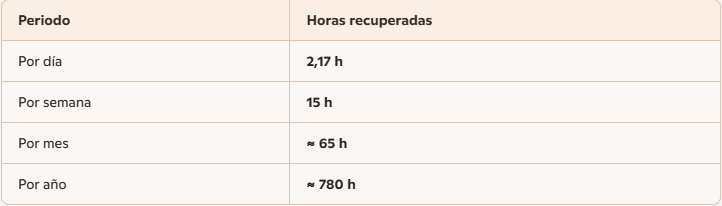 Periodo Horas recuperadas
Por día 2,17 h
Por semana 15 h
Por mes ≈ 65 h
Por año ≈ 780 h